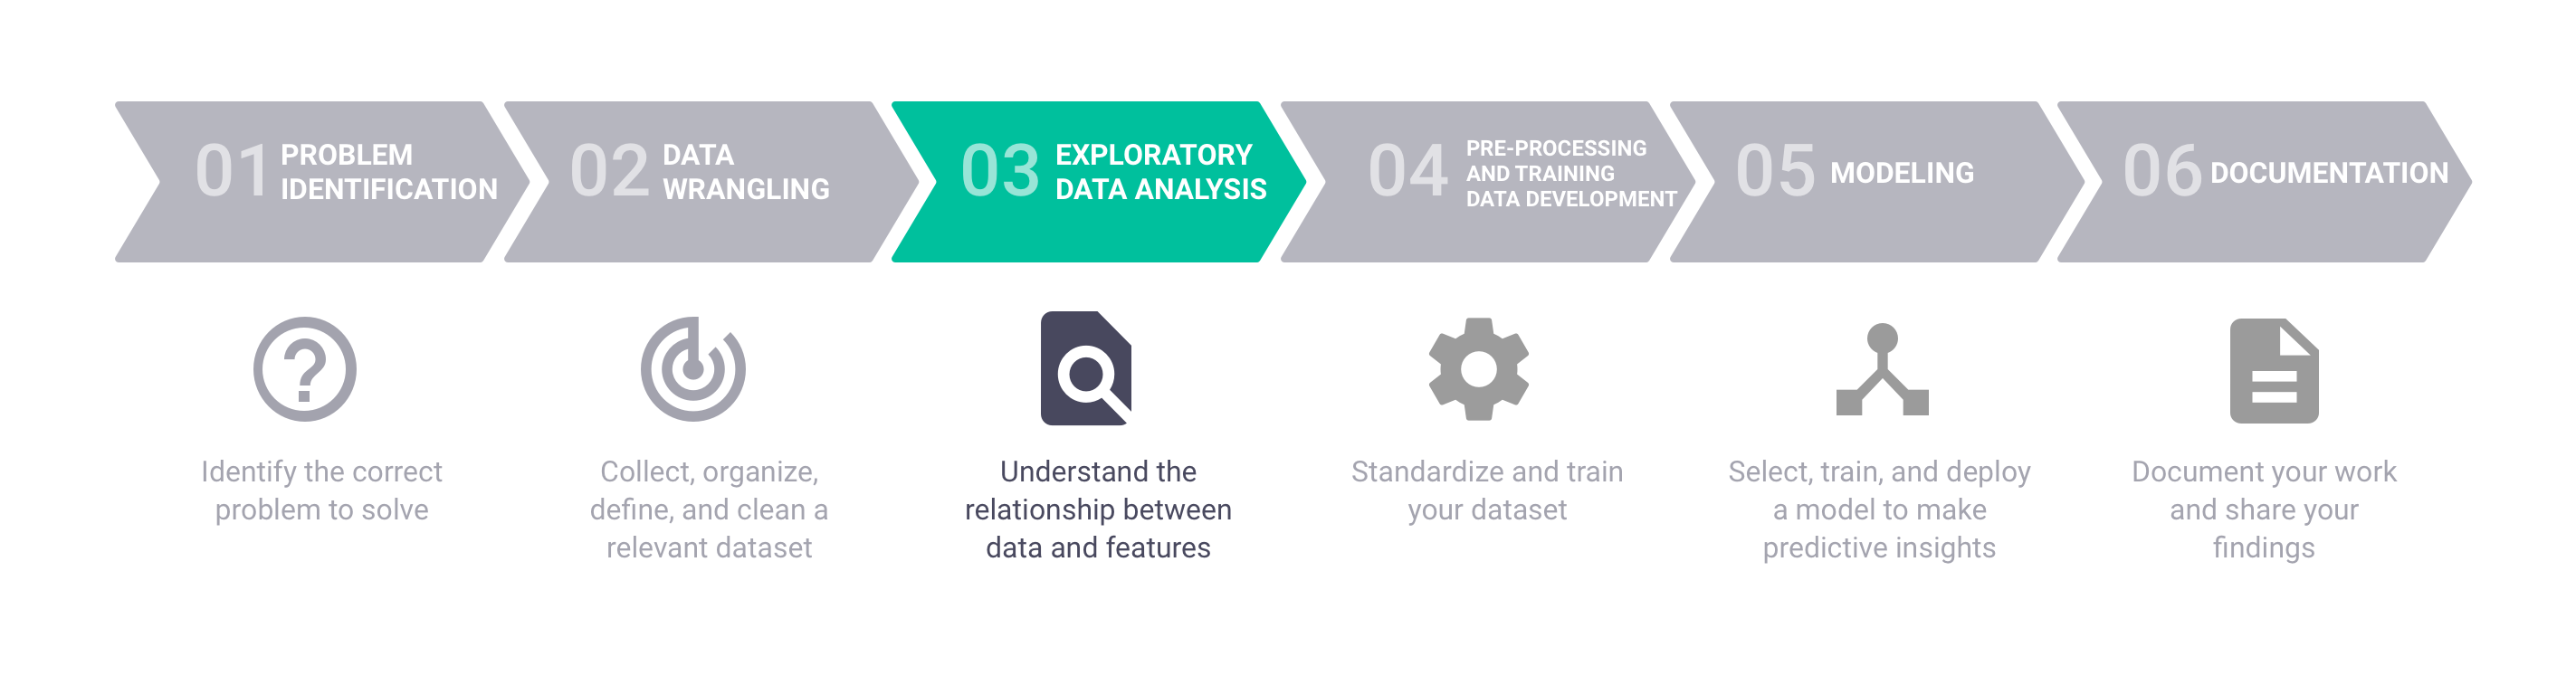 01 PROBLEM
IDENTIFICATION
02 DATA
WRANGLING
03 EXPLORATORY
DATA ANALYSIS
04 PRE-PROCESSING
AND TRAINING
DATA DEVELOPMENT
05 MODELING
06 DOCUMENTATION
?
Identify the correct
problem to solve
Collect, organize,
define, and clean a
relevant dataset
Understand the
relationship between
data and features
Standardize and train
your dataset
Select, train, and deploy
a model to make
predictive insights
Document your work
and share your
findings